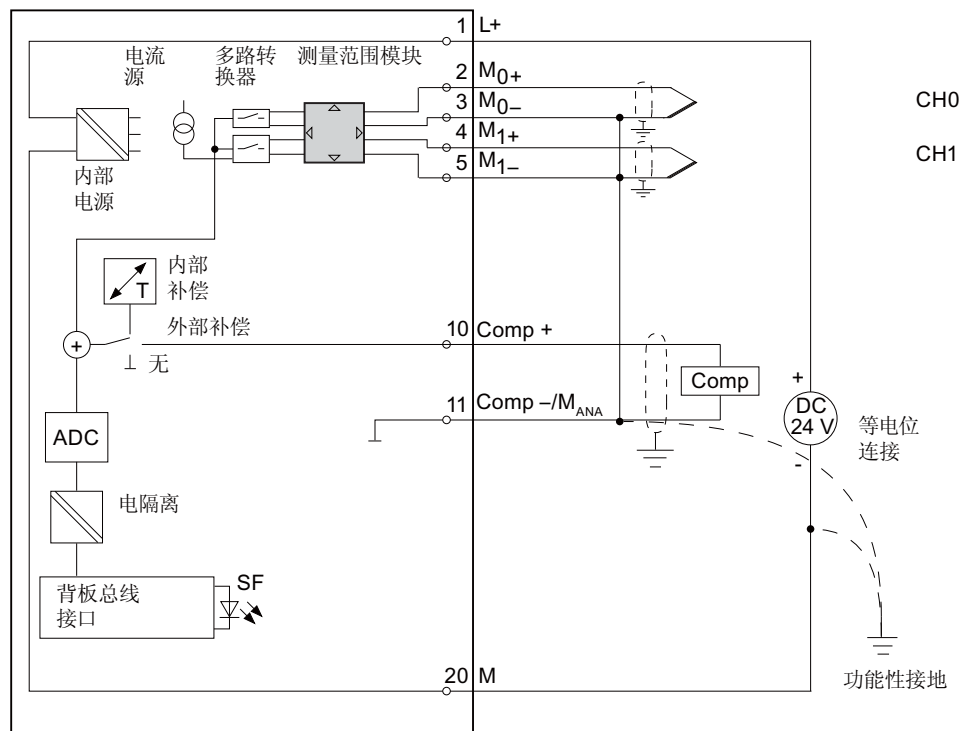 1 L+
电流
源
多路转
换器
测量范围模块
2 M0+
3 M0–
CH0
4 M1+
CH1
5 M1–
内部
电源
内部
补偿
T
外部补偿
10 Comp +
+
⊥ 无
Comp
+
11 Comp –/MANA
DC
24 V
等电位
连接
ADC
-
电隔离
SF
背板总线
接口
20 M
功能性接地